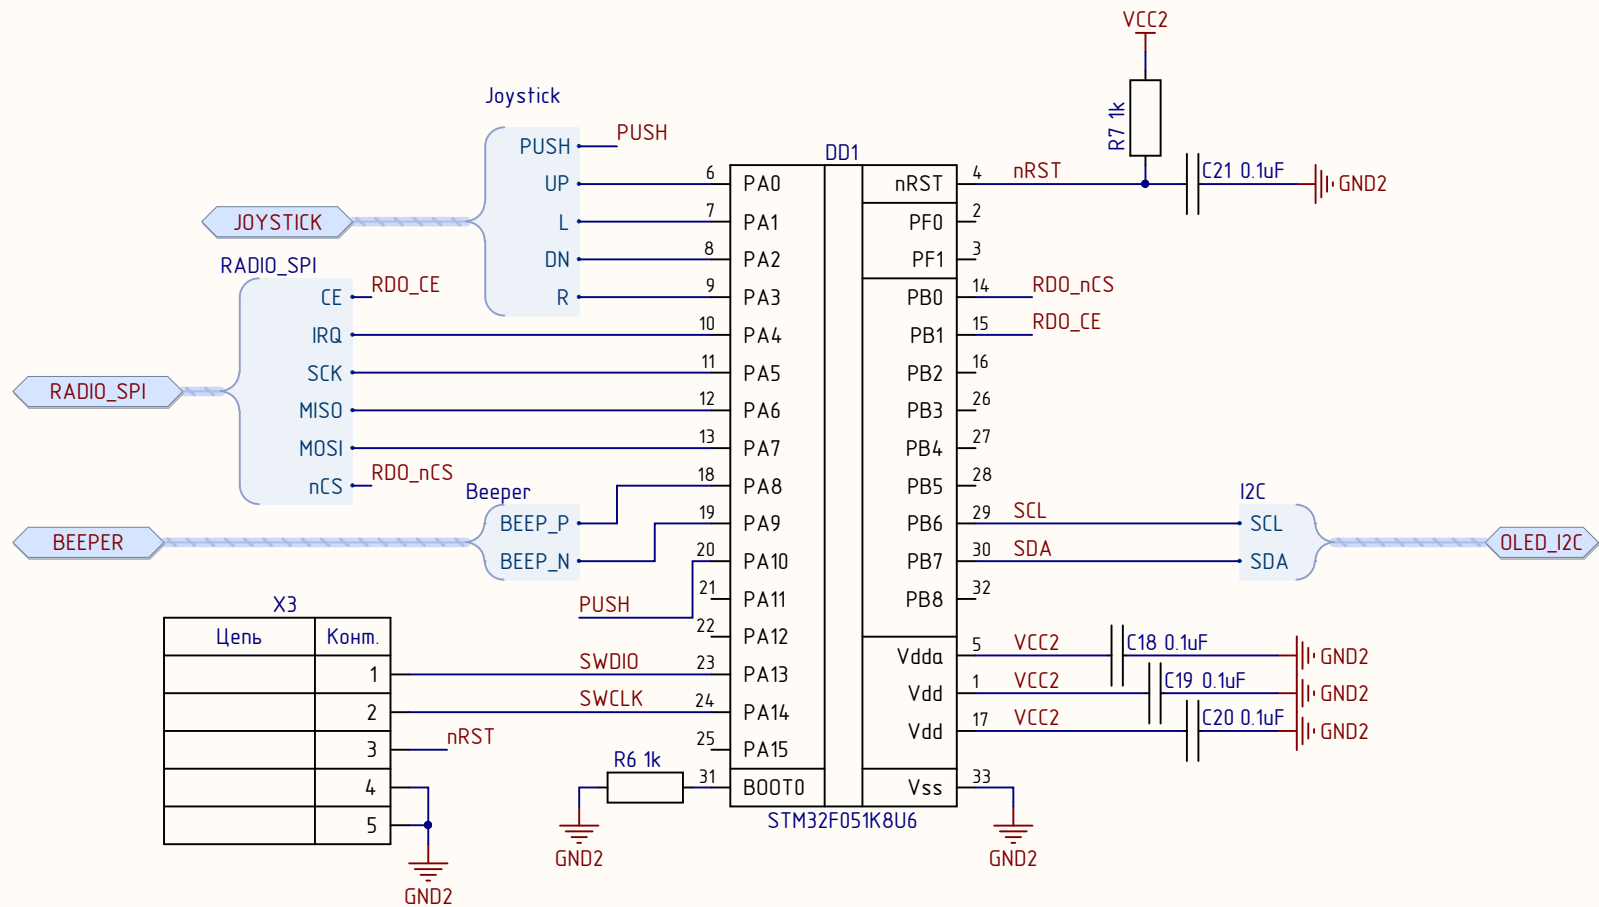 VCC2
R7 1k
Joystick
PUSH
PUSH
UP
L
DN
R
JOYSTICK
RADIO_SPI
CE
RDO_CE
IRQ
SCK
MISO
MOSI
nCS
RDO_nCS
RADIO_SPI
Beeper
BEEP_P
BEEP_N
BEEPER
PUSH
DD1
6 PA0
7 PA1
8 PA2
9 PA3
10 PA4
11 PA5
12 PA6
13 PA7
18 PA8
19 PA9
20 PA10
21 PA11
22 PA12
23 PA13
24 PA14
25 PA15
31 BOOT0
nRST 4 nRST
PF0 2
PF1 3
PB0 14 RDO_nCS
PB1 15 RDO_CE
PB2 16
PB3 26
PB4 27
PB5 28
PB6 29 SCL
PB7 30 SDA
PB8 32
Vdda 5 VCC2
Vdd 1 VCC2
Vdd 17 VCC2
Vss 33
STM32F051K8U6
C21 0.1uF
GND2
I2C
SCL
SDA
OLED_I2C
C18 0.1uF
GND2
C19 0.1uF
GND2
C20 0.1uF
GND2
GND2
X3
Цепь Конт.
1 SWDIO
2 SWCLK
3 nRST
4
5
GND2
R6 1k
GND2